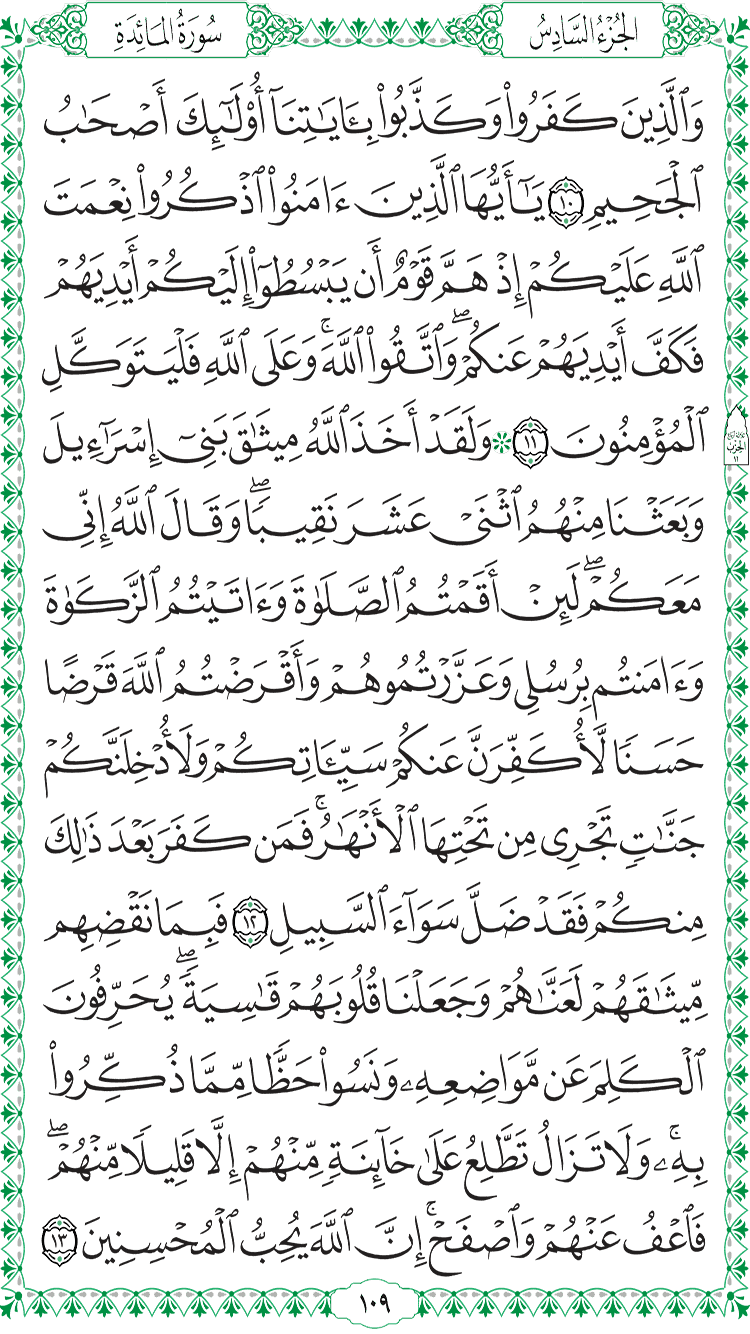 الجُزْءُ السَّادِسُ
سُورَةُ المَائِدَةِ
وَٱلَّذِينَ كَفَرُوا۟ وَكَذَّبُوا۟ بِـَٔايَٰتِنَآ أُو۟لَٰٓئِكَ أَصْحَٰبُ
ٱلْجَحِيمِ ١٠ يَٰٓأَيُّهَا ٱلَّذِينَ ءَامَنُوا۟ ٱذْكُرُوا۟ نِعْمَتَ
ٱللَّهِ عَلَيْكُمْ إِذْ هَمَّ قَوْمٌ أَن يَبْسُطُوٓا۟ إِلَيْكُمْ أَيْدِيَهُمْ
فَكَفَّ أَيْدِيَهُمْ عَنكُمْ ۖ وَٱتَّقُوا۟ ٱللَّهَ ۚ وَعَلَى ٱللَّهِ فَلْيَتَوَكَّلِ
ٱلْمُؤْمِنُونَ ١١ * وَلَقَدْ أَخَذَ ٱللَّهُ مِيثَٰقَ بَنِىٓ إِسْرَٰٓءِيلَ
وَبَعَثْنَا مِنْهُمُ ٱثْنَىْ عَشَرَ نَقِيبًا ۖ وَقَالَ ٱللَّهُ إِنِّى
مَعَكُمْ ۖ لَئِنْ أَقَمْتُمُ ٱلصَّلَوٰةَ وَءَاتَيْتُمُ ٱلزَّكَوٰةَ
وَءَامَنتُم بِرُسُلِى وَعَزَّرْتُمُوهُمْ وَأَقْرَضْتُمُ ٱللَّهَ قَرْضًا
حَسَنًا لَّأُكَفِّرَنَّ عَنكُمْ سَيِّـَٔاتِكُمْ وَلَأُدْخِلَنَّكُمْ
جَنَّٰتٍ تَجْرِى مِن تَحْتِهَا ٱلْأَنْهَٰرُ ۚ فَمَن كَفَرَ بَعْدَ ذَٰلِكَ
مِنكُمْ فَقَدْ ضَلَّ سَوَآءَ ٱلسَّبِيلِ ١٢ فَبِمَا نَقْضِهِم
مِّيثَٰقَهُمْ لَعَنَّٰهُمْ وَجَعَلْنَا قُلُوبَهُمْ قَٰسِيَةً ۖ يُحَرِّفُونَ
ٱلْكَلِمَ عَن مَّوَاضِعِهِۦ وَنَسُوا۟ حَظًّا مِّمَّا ذُكِّرُوا۟
بِهِۦ ۚ وَلَا تَزَالُ تَطَّلِعُ عَلَىٰ خَآئِنَةٍ مِّنْهُمْ إِلَّا قَلِيلًا مِّنْهُمْ ۖ
فَٱعْفُ عَنْهُمْ وَٱصْفَحْ ۚ إِنَّ ٱللَّهَ يُحِبُّ ٱلْمُحْسِنِينَ ١٣
١٠٩